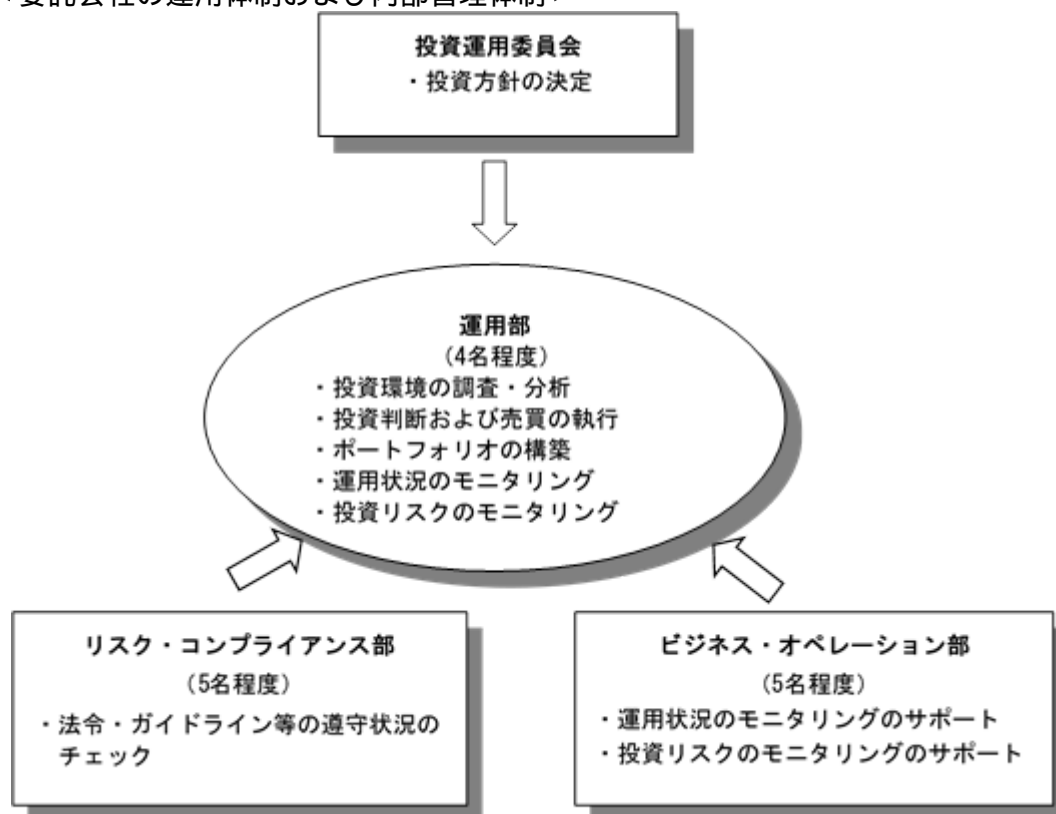 <委託会社の運用体制および内部管理体制>
投資運用委員会
・投資方針の決定
運用部
(4名程度)
・投資環境の調査・分析
・投資判断および売買の執行
・ポートフォリオの構築
・運用状況のモニタリング
・投資リスクのモニタリング
リスク・コンプライアンス部
(5名程度)
・法令・ガイドライン等の遵守状況の
チェック
ビジネス・オペレーション部
(5名程度)
・運用状況のモニタリングのサポート
・投資リスクのモニタリングのサポート